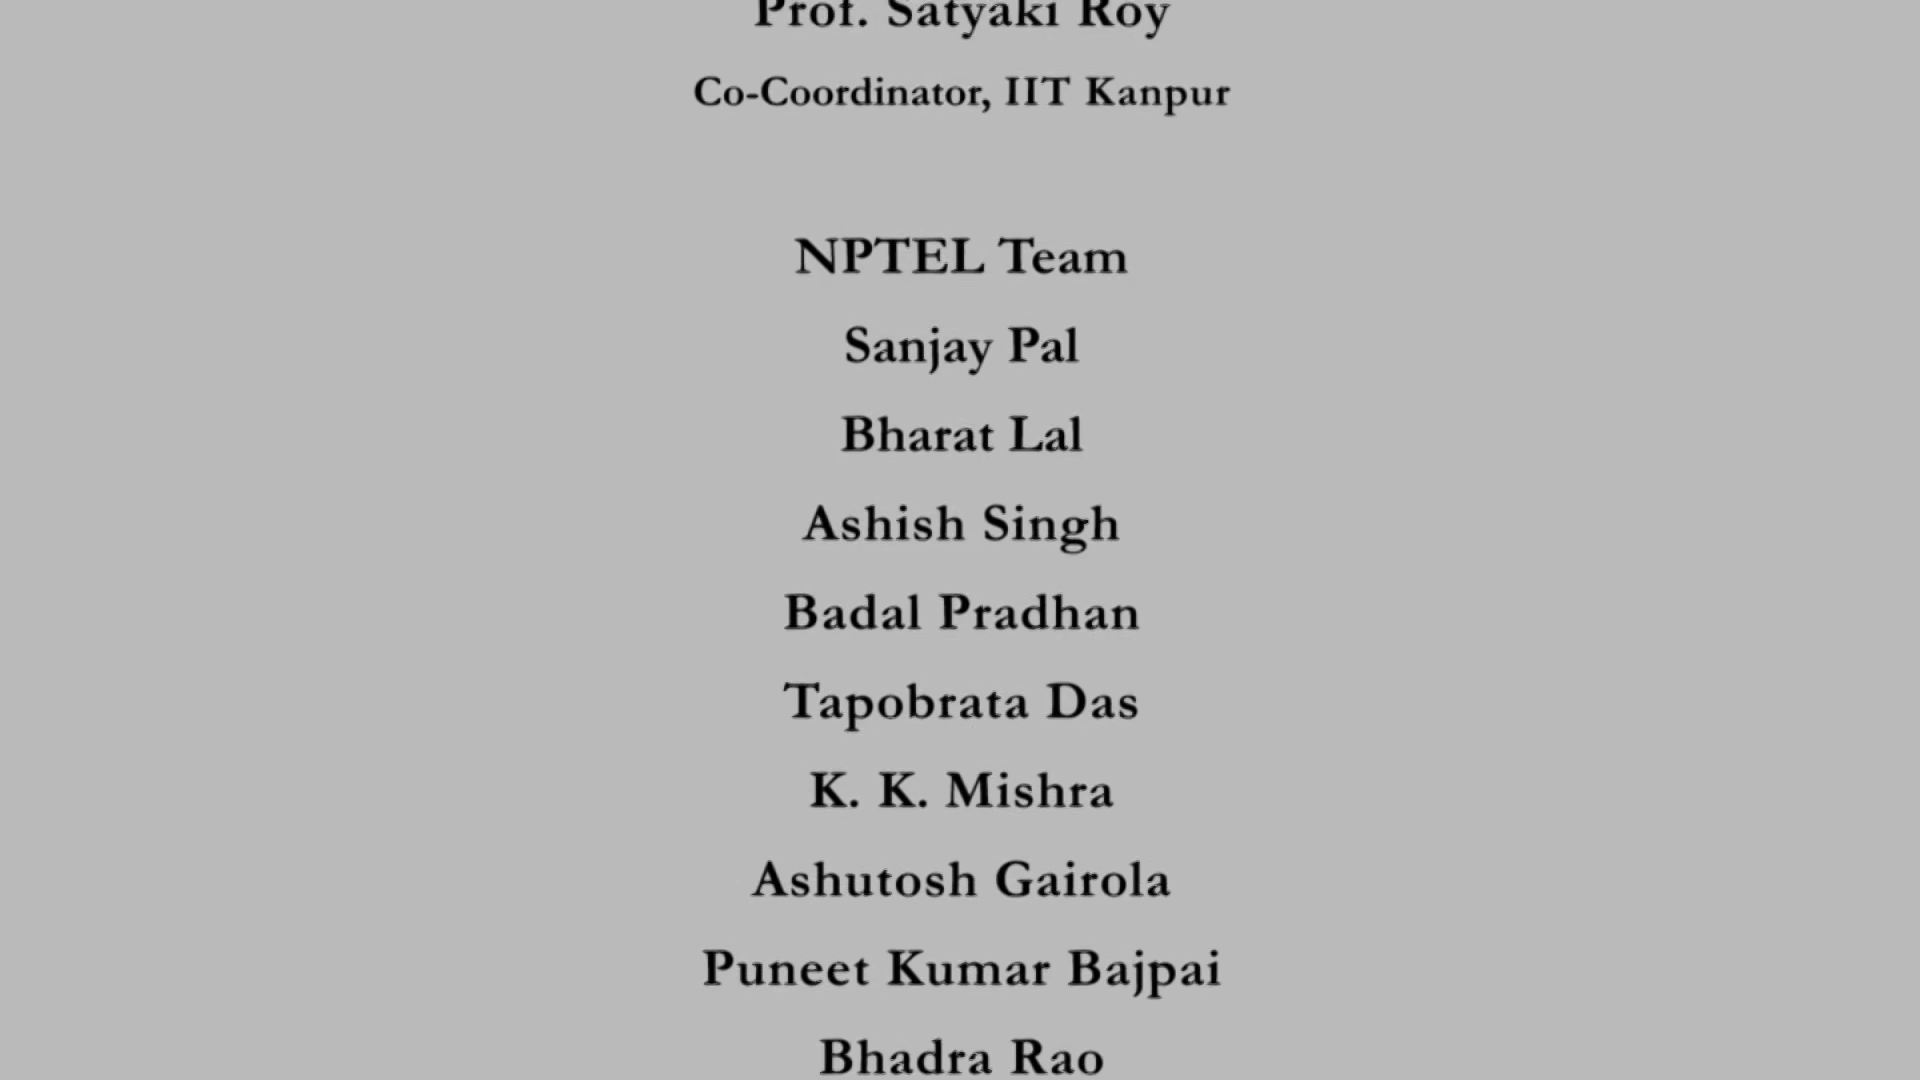 Prof. Satyaki Roy
Co-Coordinator, IIT Kanpur
NPTEL Team
Sanjay Pal
Bharat Lal
Ashish Singh
Badal Pradhan
Tapobrata Das
K. K. Mishra
Ashutosh Gairola
Puneet Kumar Bajpai
Bhadra Rao